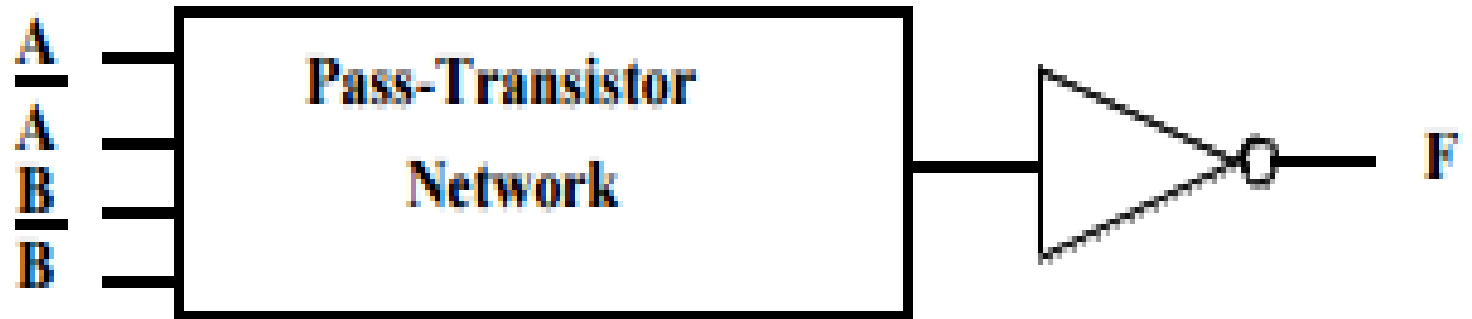 A
A̅
B
B̅
Pass-Transistor
Network
F